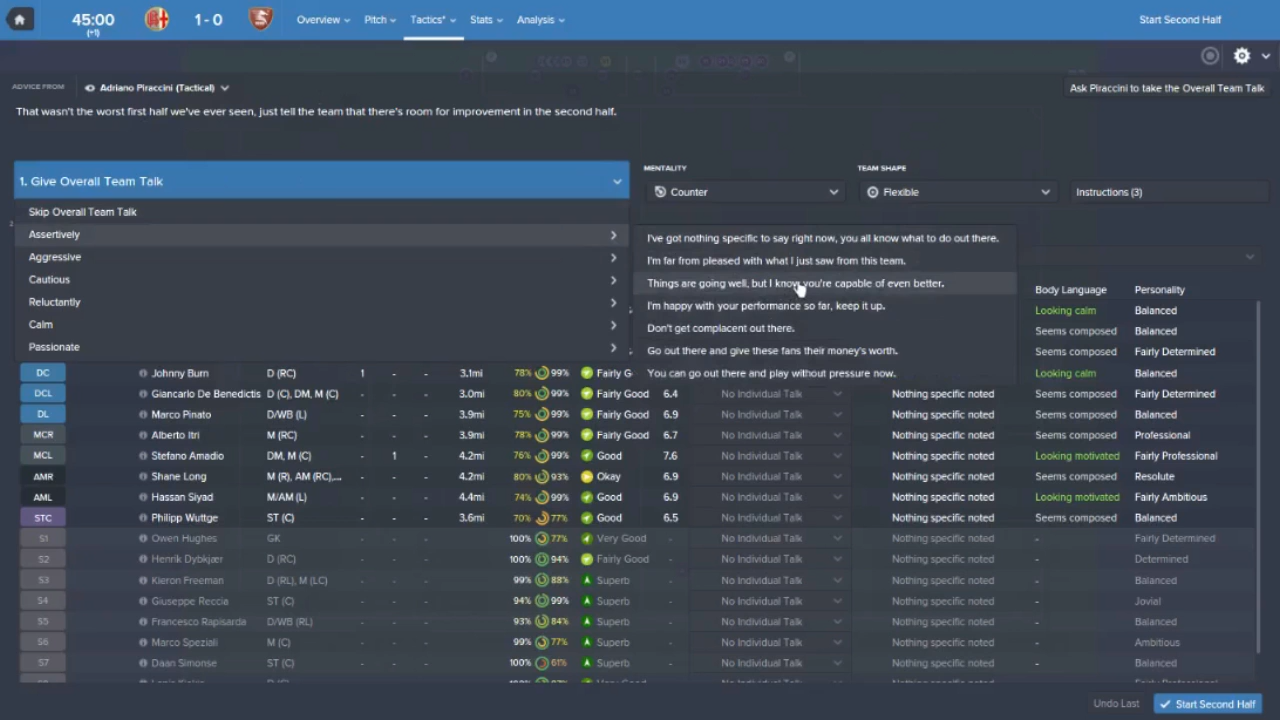 45:00
(+1)
1 - 0
Overview
Pitch
Tactics*
Stats
Analysis
Start Second Half
ADVICE FROM
Adriano Piraccini (Tactical)
Ask Piraccini to take the Overall Team Talk
That wasn't the worst first half we've ever seen, just tell the team that there's room for improvement in the second half.
MENTALITY
TEAM SHAPE
1. Give Overall Team Talk
Counter
Flexible
Instructions (3)
Skip Overall Team Talk
Assertively
I've got nothing specific to say right now, you all know what to do out there.
Aggressive
I'm far from pleased with what I just saw from this team.
Cautious
Things are going well, but I know you're capable of even better.
Body Language
Personality
Reluctantly
I'm happy with your performance so far, keep it up.
Looking calm
Balanced
Calm
Don't get complacent out there.
Seems composed
Balanced
Passionate
Go out there and give these fans their money's worth.
Seems composed
Fairly Determined
DC Johnny Burn D (RC) 1 - - 3.1mi 78% 99% Fairly G You can go out there and play without pressure now. Looking calm Balanced
DCL Giancarlo De Benedictis D (C), DM, M (C) - - - 3.0mi 80% 99% Fairly Good 6.4 No Individual Talk Nothing specific noted Seems composed Fairly Determined
DL Marco Pinato D/WB (L) - - - 3.9mi 75% 99% Fairly Good 6.9 No Individual Talk Nothing specific noted Seems composed Balanced
MCR Alberto Itri M (RC) - - - 3.9mi 78% 99% Fairly Good 6.7 No Individual Talk Nothing specific noted Seems composed Professional
MCL Stefano Amadio DM, M (C) - 1 - 4.2mi 76% 99% Good 7.6 No Individual Talk Nothing specific noted Looking motivated Fairly Professional
AMR Shane Long M (R), AM (RC),... - - - 4.2mi 80% 93% Okay 6.9 No Individual Talk Nothing specific noted Seems composed Resolute
AML Hassan Siyad M/AM (L) - - - 4.4mi 74% 99% Good 6.9 No Individual Talk Nothing specific noted Looking motivated Fairly Ambitious
STC Philipp Wuttge ST (C) - - - 3.6mi 70% 77% Good 6.5 No Individual Talk Nothing specific noted Seems composed Balanced
S1 Owen Hughes GK 100% 77% Very Good - No Individual Talk Nothing specific noted - Fairly Determined
S2 Henrik Dybkjær D (RC) 100% 94% Fairly Good - No Individual Talk Nothing specific noted - Determined
S3 Kieron Freeman D (RL), M (LC) 99% 88% Superb - No Individual Talk Nothing specific noted - Balanced
S4 Giuseppe Reccia ST (C) 94% 99% Superb - No Individual Talk Nothing specific noted - Jovial
S5 Francesco Rapisarda D/WB (RL) 93% 84% Superb - No Individual Talk Nothing specific noted - Balanced
S6 Marco Speziali M (C) 99% 77% Superb - No Individual Talk Nothing specific noted - Ambitious
S7 Daan Simonse ST (C) 100% 61% Superb - No Individual Talk Nothing specific noted - Balanced
Undo Last
Start Second Half